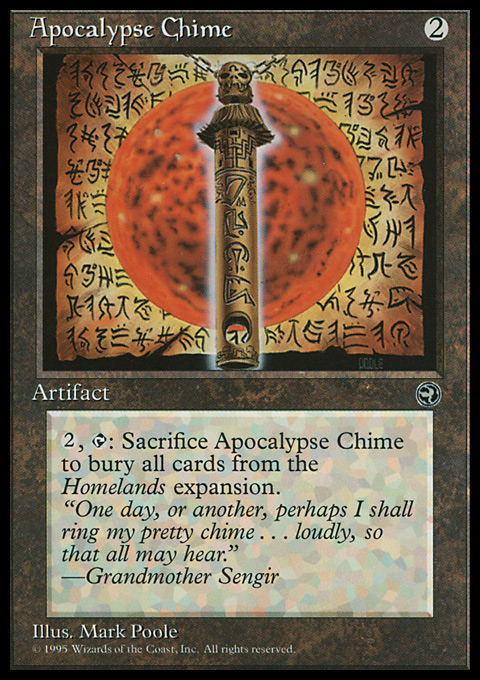 Apocalypse Chime 2
POOLE
Artifact
2, : Sacrifice Apocalypse Chime
to bury all cards from the
Homelands expansion.
“One day, or another, perhaps I shall
ring my pretty chime . . . loudly, so
that all may hear.”
—Grandmother Sengir
Illus. Mark Poole
© 1995 Wizards of the Coast, Inc. All rights reserved.